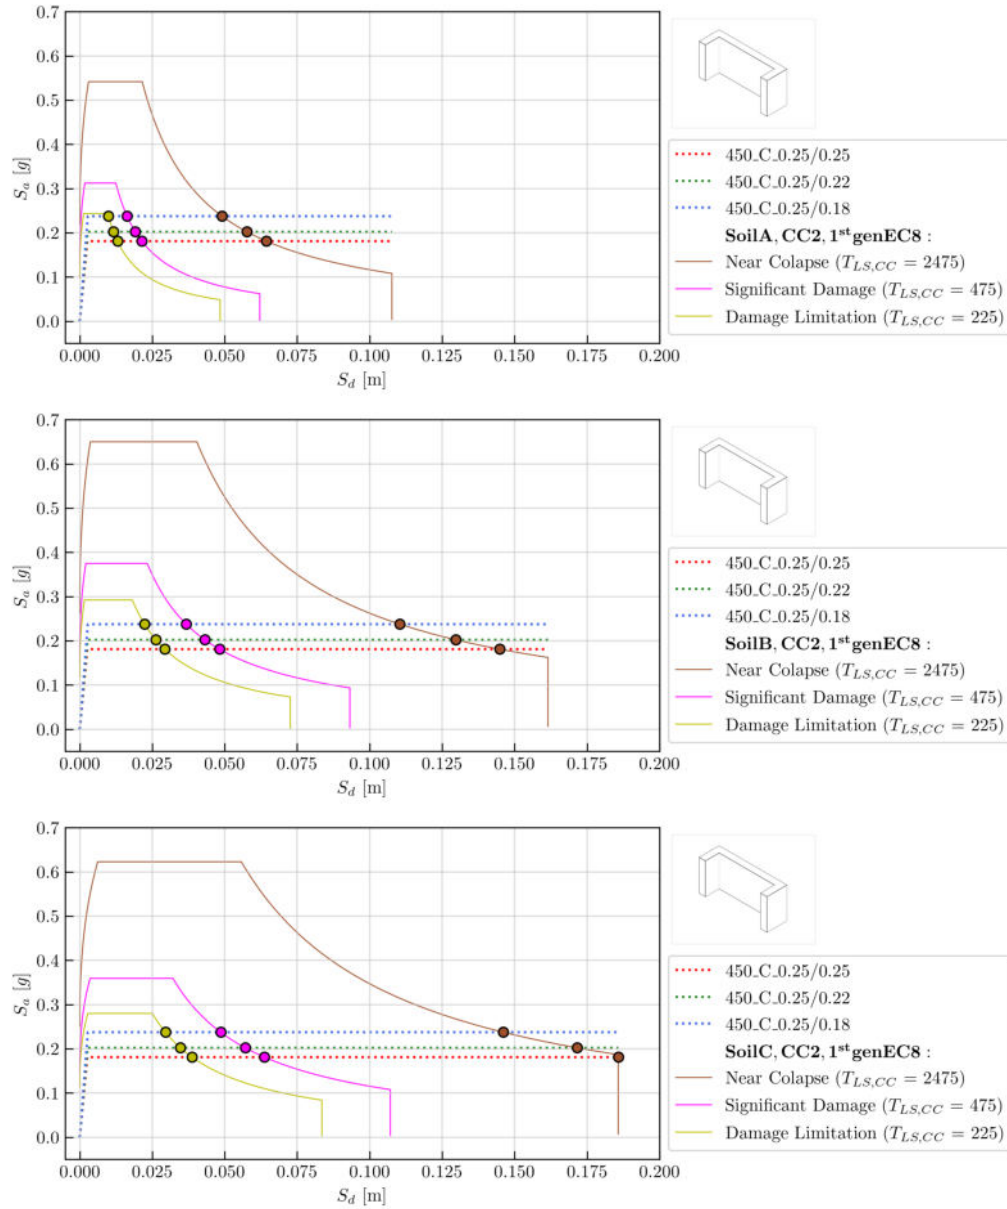 0.7
0.6
0.5
0.4
0.3
0.2
0.1
0.0
S_a [g]
0.000 0.025 0.050 0.075 0.100 0.125 0.150 0.175 0.200
S_d [m]
450_C_0.25/0.25
450_C_0.25/0.22
450_C_0.25/0.18
SoilA, CC2, 1stgenEC8 :
Near Colapse (T_LS,CC = 2475)
Significant Damage (T_LS,CC = 475)
Damage Limitation (T_LS,CC = 225)
0.7
0.6
0.5
0.4
0.3
0.2
0.1
0.0
S_a [g]
0.000 0.025 0.050 0.075 0.100 0.125 0.150 0.175 0.200
S_d [m]
450_C_0.25/0.25
450_C_0.25/0.22
450_C_0.25/0.18
SoilB, CC2, 1stgenEC8 :
Near Colapse (T_LS,CC = 2475)
Significant Damage (T_LS,CC = 475)
Damage Limitation (T_LS,CC = 225)
0.7
0.6
0.5
0.4
0.3
0.2
0.1
0.0
S_a [g]
0.000 0.025 0.050 0.075 0.100 0.125 0.150 0.175 0.200
S_d [m]
450_C_0.25/0.25
450_C_0.25/0.22
450_C_0.25/0.18
SoilC, CC2, 1stgenEC8 :
Near Colapse (T_LS,CC = 2475)
Significant Damage (T_LS,CC = 475)
Damage Limitation (T_LS,CC = 225)